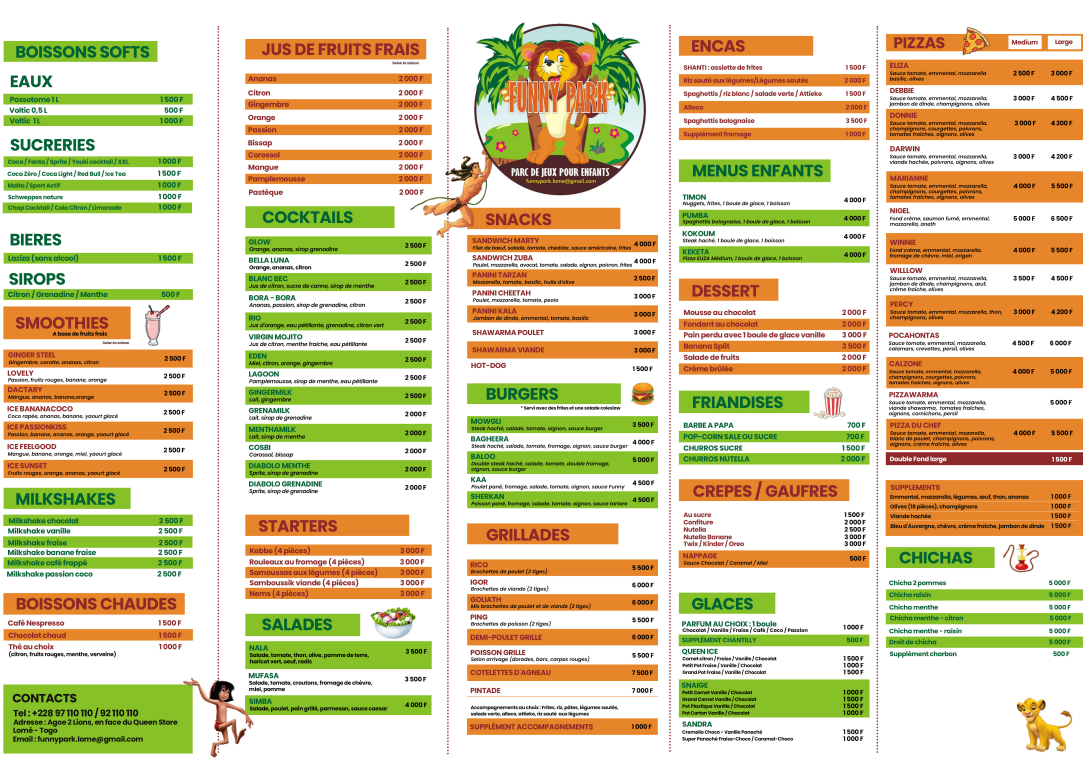 BOISSONS SOFTS
EAUX
Possotome 1 L 1 500 F
Voltic 0,5 L 500 F
Voltic 1 L 1 000 F
SUCRERIES
Coca / Fanta / Sprite / Youki cocktail / XXL 1 000 F
Coca Zéro / Coca Light / Red Bull / Ice Tea 1 500 F
Malta / Sport Actif 1 000 F
Schweppes nature 1 000 F
Chap Cocktail / Cola Citron / Limonade 1 000 F
BIERES
Laziza (sans alcool) 1 500 F
SIROPS
Citron / Grenadine / Menthe 500 F
SMOOTHIES
A base de fruits frais
Selon la saison
GINGER STEEL 2 500 F
Gingembre, carotte, ananas, citron
LOVELY 2 500 F
Passion, fruits rouges, banane, orange
DACTARY 2 500 F
Mangue, ananas, banane,orange
ICE BANANACOCO 2 500 F
Coco rapée, ananas, banane, yaourt glacé
ICE PASSIONKISS 2 500 F
Passion, banane, ananas, orange, yaourt glacé
ICE FEELGOOD 2 500 F
Mangue, banane, orange, miel, yaourt glacé
ICE SUNSET 2 500 F
Fruits rouges, orange, ananas, yaourt glacé
MILKSHAKES
Milkshake chocolat 2 500 F
Milkshake vanille 2 500 F
Milkshake fraise 2 500 F
Milkshake banane fraise 2 500 F
Milkshake café frappé 2 500 F
Milkshake passion coco 2 500 F
BOISSONS CHAUDES
Café Nespresso 1 500 F
Chocolat chaud 1 500 F
Thé au choix 1 000 F
(citron, fruits rouges, menthe, verveine)
CONTACTS
Tel : +228 97 110 110 / 92 110 110
Adresse : Agoe 2 Lions, en face du Queen Store
Lomé - Togo
Email : funnypark.lome@gmail.com
JUS DE FRUITS FRAIS
Selon la saison
Ananas 2 000 F
Citron 2 000 F
Gingembre 2 000 F
Orange 2 000 F
Passion 2 000 F
Bissap 2 000 F
Corossol 2 000 F
Mangue 2 000 F
Pamplemousse 2 000 F
Pastèque 2 000 F
COCKTAILS
GLOW 2 500 F
Orange, ananas, sirop grenadine
BELLA LUNA 2 500 F
Orange, ananas, citron
BLANC BEC 2 500 F
Jus de citron, sucre de canne, sirop de menthe
BORA - BORA 2 500 F
Ananas, passion, sirop de grenadine, citron
RIO 2 500 F
Jus d'orange, eau pétillante, grenadine, citron vert
VIRGIN MOJITO 2 500 F
Jus de citron, menthe fraiche, eau pétillante
EDEN 2 500 F
Miel, citron, orange, gingembre
LAGOON 2 500 F
Pamplemousse, sirop de menthe, eau pétillante
GINGERMILK 2 500 F
Lait, gingembre
GRENAMILK 2 000 F
Lait, sirop de grenadine
MENTHAMILK 2 000 F
Lait, sirop de menthe
COSBI 2 000 F
Corossol, bissap
DIABOLO MENTHE 2 000 F
Sprite, sirop de grenadine
DIABOLO GRENADINE 2 000 F
Sprite, sirop de grenadine
STARTERS
Kebbe (4 pièces) 3 000 F
Rouleaux au fromage (4 pièces) 3 000 F
Samoussas aux légumes (4 pièces) 3 000 F
Samboussik viande (4 pièces) 3 000 F
Nems (4 pièces) 3 000 F
SALADES
NALA 3 500 F
Salade, tomate, thon, olive, pomme de terre,
haricot vert, oeuf, radis
MUFASA 3 500 F
Salade, tomate, croutons, fromage de chèvre,
miel, pomme
SIMBA 4 000 F
Salade, poulet, pain grillé, parmesan, sauce caesar
FUNNY PARK
PARC DE JEUX POUR ENFANTS
funnypark.lome@gmail.com
SNACKS
SANDWICH MARTY 4 000 F
Filet de bœuf, salade, tomate, cheddar, sauce américaine, frites
SANDWICH ZUBA 4 000 F
Poulet, mozzarella, avocat, tomate, salade, oignon, poivron, frites
PANINI TARZAN 2 500 F
Mozzarella, tomate, basilic, huile d'olive
PANINI CHEETAH 3 000 F
Poulet, mozzarella, tomate, pesto
PANINI KALA 3 000 F
Jambon de dinde, emmental, tomate, basilic
SHAWARMA POULET 3 000 F
SHAWARMA VIANDE 3 000 F
HOT-DOG 1 500 F
BURGERS
* Servi avec des frites et une salade coleslaw
MOWGLI 3 500 F
Steak haché, salade, tomate, oignon, sauce burger
BAGHEERA 4 000 F
Steak haché, salade, tomate, fromage, oignon, sauce burger
BALOO 5 000 F
Double steak haché, salade, tomate, double fromage,
oignon, sauce burger
KAA 4 500 F
Poulet pané, fromage, salade, tomate, oignon, sauce Funny
SHERKAN 4 500 F
Poisson pané, fromage, salade, tomate, oignon, sauce tartare
GRILLADES
RICO 5 500 F
Brochettes de poulet (2 tiges)
IGOR 6 000 F
Brochettes de viande (2 tiges)
GOLIATH 6 000 F
Mix brochettes de poulet et de viande (2 tiges)
PING 5 500 F
Brochettes de poisson (2 tiges)
DEMI-POULET GRILLE 6 000 F
POISSON GRILLE 5 500 F
Selon arrivage (dorades, bars, carpes rouges)
COTELETTES D'AGNEAU 7 500 F
PINTADE 7 000 F
Accompagnements au choix : Frites, riz, pâtes, légumes sautés,
salade verte, alloco, attieke, riz sauté aux légumes
SUPPLÉMENT ACCOMPAGNEMENTS 1 000 F
ENCAS
SHANTI : assiette de frites 1 500 F
Riz sauté aux légumes/Légumes sautés 2 000 F
Spaghettis / riz blanc / salade verte / Attieke 1 500 F
Alloco 2 000 F
Spaghettis bolognaise 3 500 F
Supplément fromage 1 000 F
MENUS ENFANTS
TIMON 4 000 F
Nuggets, frites, 1 boule de glace, 1 boisson
PUMBA 4 000 F
Spaghettis bolognaise, 1 boule de glace, 1 boisson
KOKOUM 4 000 F
Steak haché, 1 boule de glace, 1 boisson
KEKETA 4 000 F
Pizza ELIZA Médium, 1 boule de glace, 1 boisson
DESSERT
Mousse au chocolat 2 000 F
Fondant au chocolat 2 000 F
Pain perdu avec 1 boule de glace vanille 3 000 F
Banana Split 3 500 F
Salade de fruits 2 000 F
Crème brûlée 2 000 F
FRIANDISES
BARBE A PAPA 700 F
POP-CORN SALE OU SUCRE 700 F
CHURROS SUCRE 1 500 F
CHURROS NUTELLA 2 000 F
CREPES / GAUFRES
Au sucre 1 500 F
Confiture 2 000 F
Nutella 2 500 F
Nutella Banane 3 000 F
Twix / Kinder / Oreo 3 000 F
NAPPAGE 500 F
Sauce Chocolat / Caramel / Miel
GLACES
PARFUM AU CHOIX : 1 boule 1 000 F
Chocolat / Vanille / Fraise / Café / Coco / Passion
SUPPLÉMENT CHANTILLY 500 F
QUEEN ICE
Cornet citron / Fraise / Vanille / Chocolat 1 500 F
Petit Pot Fraise / Vanille / Chocolat 1 000 F
Grand Pot Fraise / Vanille / Chocolat 1 500 F
SNAIGE
Petit Cornet Vanille / Chocolat 1 000 F
Grand Cornet Vanille / Chocolat 1 500 F
Pot Plastique Vanille / Chocolat 1 500 F
Pot Carton Vanille / Chocolat 1 000 F
SANDRA
Cremella Choco - Vanille Panaché 1 500 F
Super Panaché Fraise-Choco / Caramel-Choco 1 000 F
PIZZAS
Medium Large
ELIZA 2 500 F 3 000 F
Sauce tomate, emmental, mozzarella
basilic, olives
DEBBIE 3 000 F 4 500 F
Sauce tomate, emmental, mozzarella,
jambon de dinde, champignons, olives
DONNIE 3 000 F 4 200 F
Sauce tomate, emmental, mozzarella,
champignons, courgettes, poivrons,
tomates fraiches, oignons, olives
DARWIN 3 000 F 4 200 F
Sauce tomate, emmental, mozzarella,
viande hachée, poivrons, oignons, olives
MARIANNE 4 000 F 5 500 F
Sauce tomate, emmental, mozzarella,
champignons, courgettes, poivrons,
tomates fraiches, oignons, olives
NIGEL 5 000 F 6 500 F
Fond crème, saumon fumé, emmental,
mozzarella, aneth
WINNIE 4 000 F 5 500 F
Fond crème, emmental, mozzarella,
fromage de chèvre, miel, origan
WILLLOW 3 500 F 4 500 F
Sauce tomate, emmental, mozzarella,
jambon de dinde, champignons, œuf,
crème fraîche, olives
PERCY 3 000 F 4 200 F
Sauce tomate, emmental, mozzarella, thon,
champignons, olives
POCAHONTAS 4 500 F 6 000 F
Sauce tomate, emmental, mozzarella,
calamars, crevettes, persil, olives
CALZONE 4 000 F 5 000 F
Sauce tomate, emmental, mozzarella,
champignons, courgettes, poivrons,
tomates fraiches, oignons, olives
PIZZAWARMA 5 000 F
Sauce tomate, emmental, mozzarella,
viande shawarma, tomates fraiches,
oignons, cornichons, persil
PIZZA DU CHEF 4 000 F 5 500 F
Sauce tomate, emmental, mozzarella,
blanc de poulet, champignons, poivrons,
oignons, crème fraiche, olives
Double Fond large 1 500 F
SUPPLEMENTS
Emmental, mozzarella, légumes, œuf, thon, ananas 1 000 F
Olives (18 pièces), champignons 1 000 F
Viande hachée 1 500 F
Bleu d'Auvergne, chèvre, crème fraiche, jambon de dinde 1 500 F
CHICHAS
Chicha 2 pommes 5 000 F
Chicha raisin 5 000 F
Chicha menthe 5 000 F
Chicha menthe - citron 5 000 F
Chicha menthe - raisin 5 000 F
Droit de chicha 5 000 F
Supplément charbon 500 F